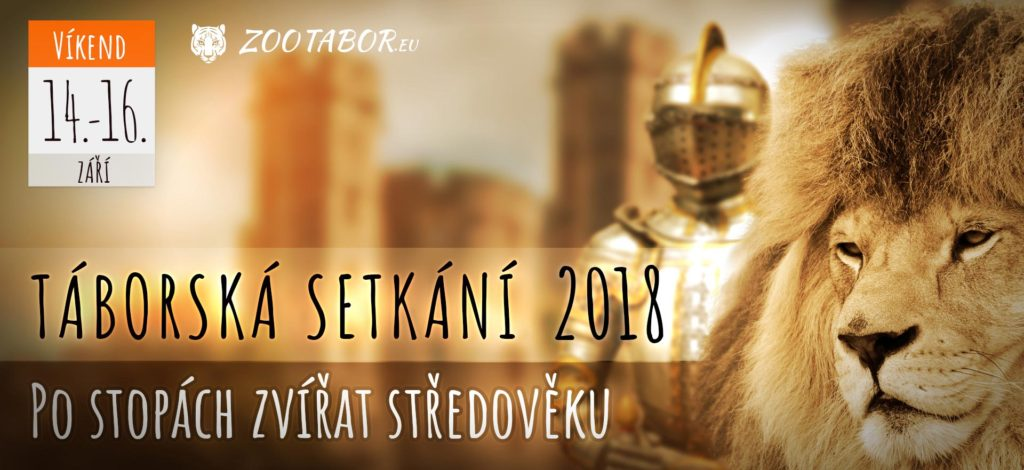 Víkend
14.-16.
ZÁŘÍ
ZOOTABOR.EU
TÁBORSKÁ SETKÁNÍ 2018
PO STOPÁCH ZVÍŘAT STŘEDOVĚKU